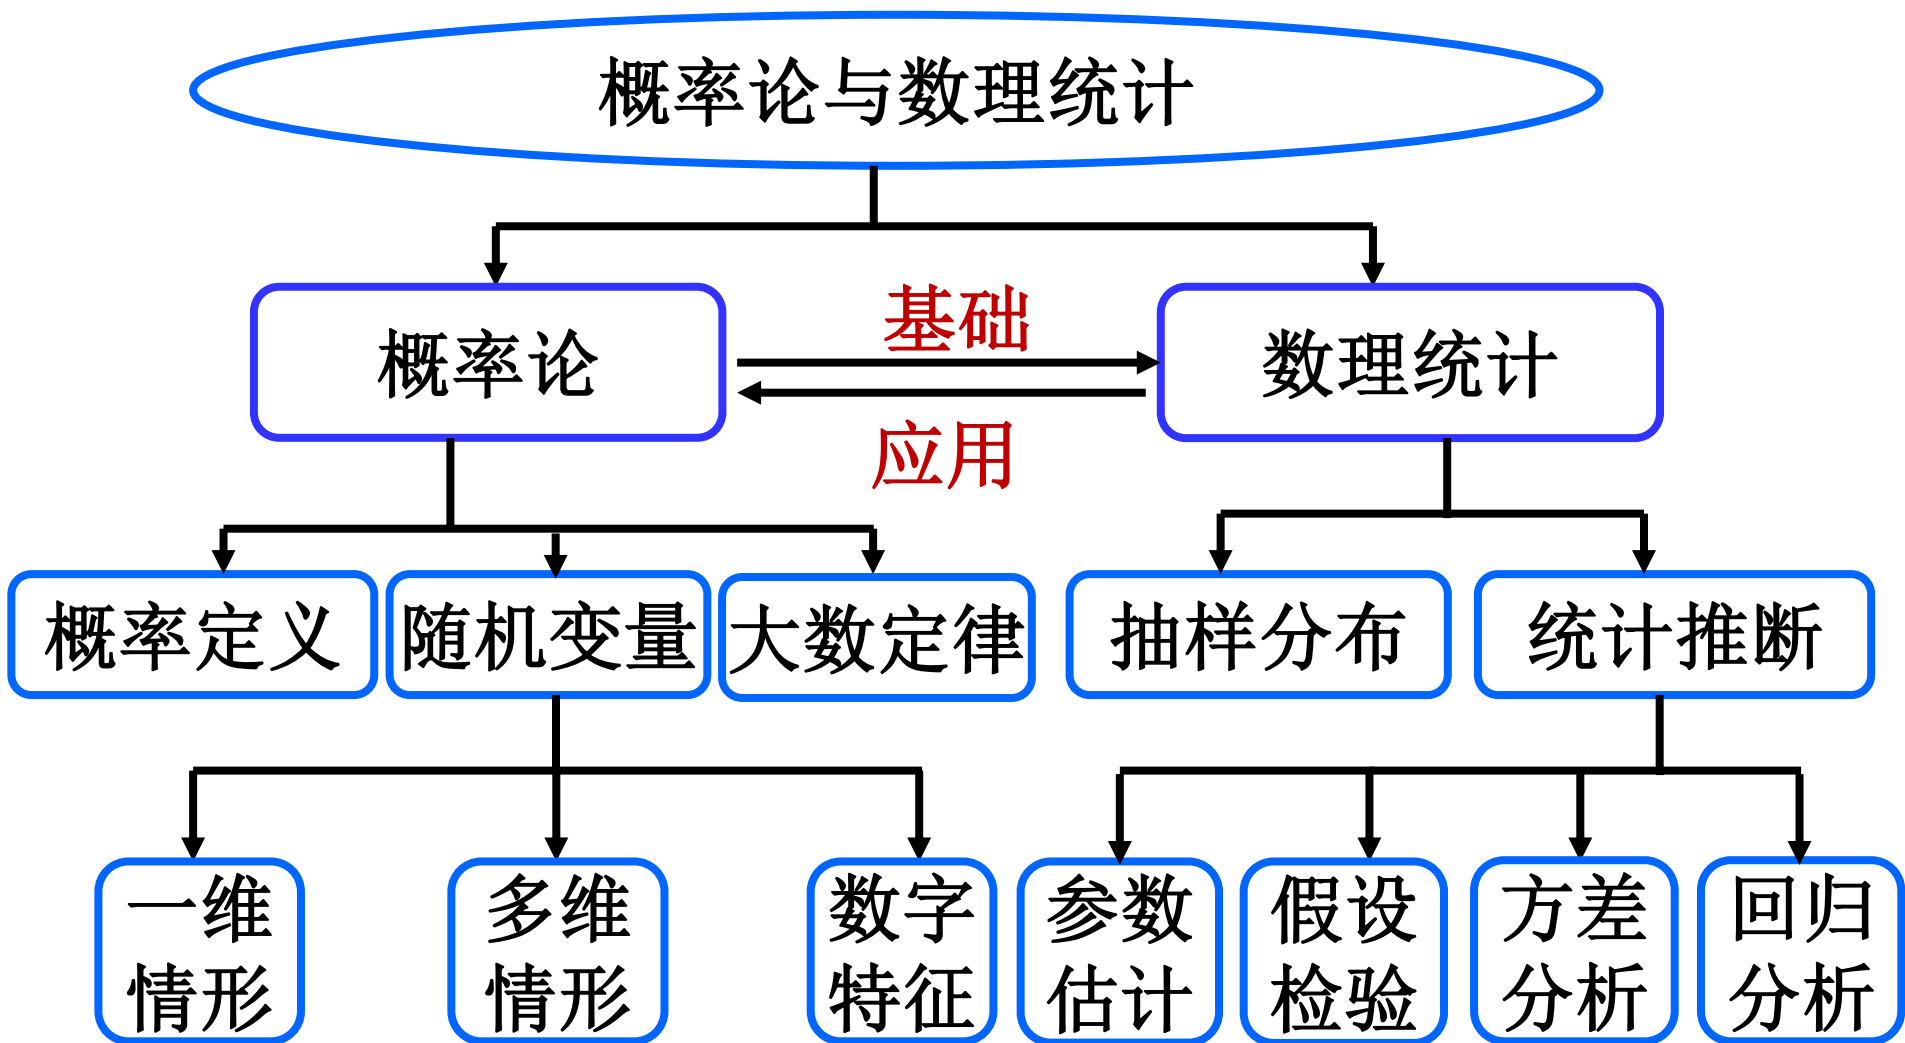 概率论与数理统计
基础
概率论
数理统计
应用
概率定义
随机变量
大数定律
抽样分布
统计推断
一维
情形
多维
情形
数字
特征
参数
估计
假设
检验
方差
分析
回归
分析